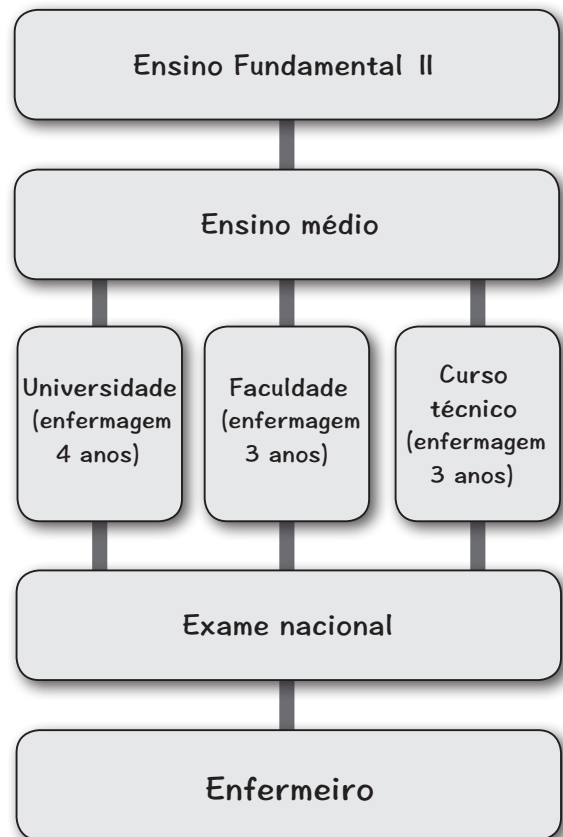 Ensino Fundamental II
Ensino médio
Universidade
(enfermagem
4 anos)
Faculdade
(enfermagem
3 anos)
Curso
técnico
(enfermagem
3 anos)
Exame nacional
Enfermeiro